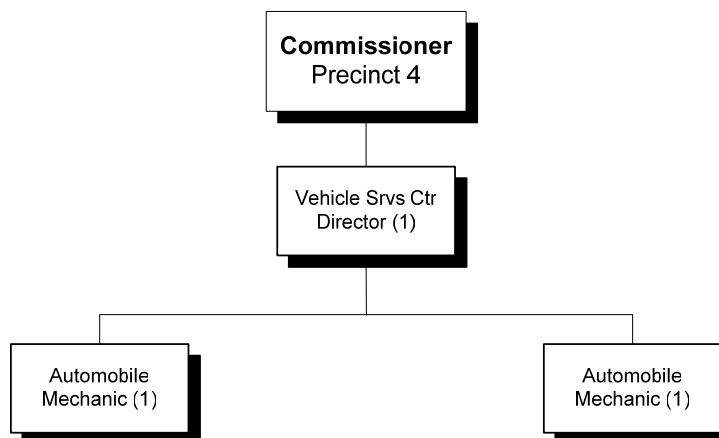 Commissioner
Precinct 4
Vehicle Srvs Ctr
Director (1)
Automobile
Mechanic (1)
Automobile
Mechanic (1)